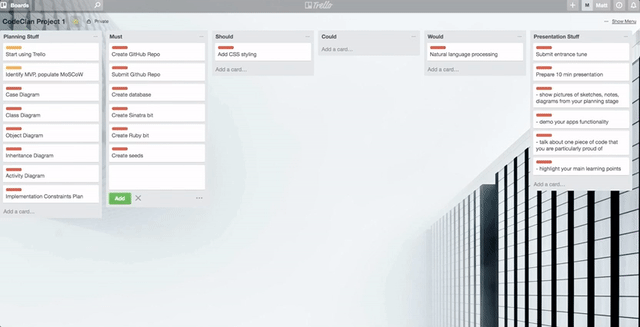 Boards
Trello
M Matt
CodeClan Project 1
Private
Show Menu
Planning Stuff
Start using Trello
Identify MVP, populate MoSCoW
Case Diagram
Class Diagram
Object Diagram
Inheritance Diagram
Activity Diagram
Implementation Constraints Plan
Add a card...
Must
Create GitHub Repo
Submit Github Repo
Create database
Create Sinatra bit
Create Ruby bit
Create seeds
Add
Should
Add CSS styling
Add a card...
Could
Add a card...
Would
Natural language processing
Add a card...
Presentation Stuff
Submit entrance tune
Prepare 10 min presentation
- show pictures of sketches, notes,
diagrams from your planning stage
- demo your apps functionality
- talk about one piece of code that
you are particularly proud of
- highlight your main learning points
Add a card...